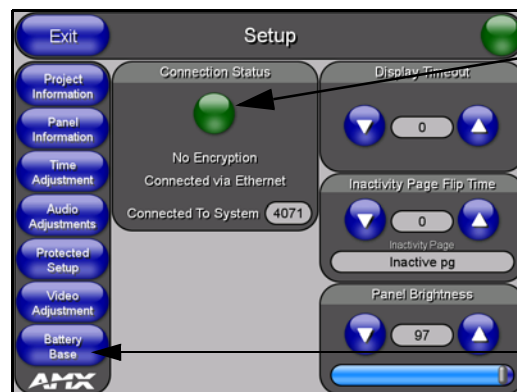 Exit
Setup
Project
Information
Panel
Information
Time
Adjustment
Audio
Adjustments
Protected
Setup
Video
Adjustment
Battery
Base
AMX
Connection Status
No Encryption
Connected via Ethernet
Connected To System 4071
Display Timeout
0
Inactivity Page Flip Time
0
Inactivity Page
Inactive pg
Panel Brightness
97